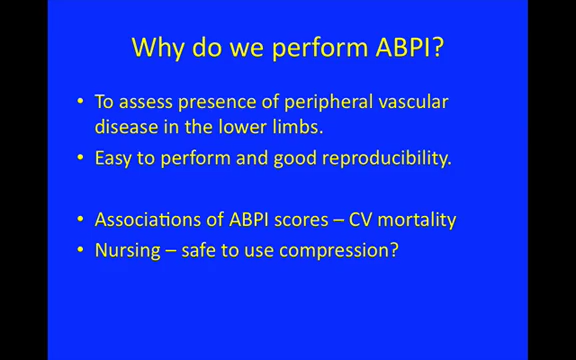 Why do we perform ABPI?
• To assess presence of peripheral vascular
disease in the lower limbs.
• Easy to perform and good reproducibility.
• Associations of ABPI scores – CV mortality
• Nursing – safe to use compression?